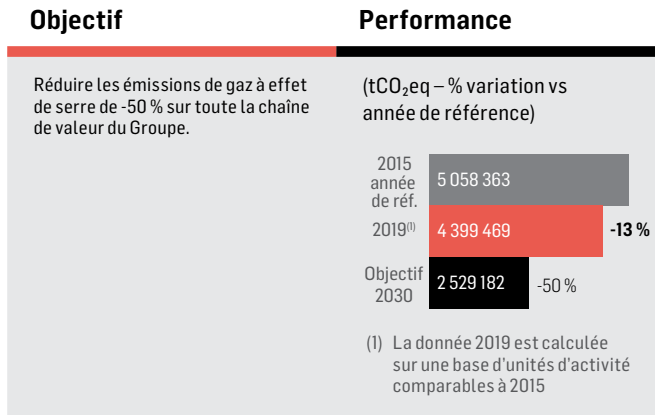 Objectif
Performance
Réduire les émissions de gaz à effet
de serre de -50 % sur toute la chaîne
de valeur du Groupe.
(tCO₂eq – % variation vs
année de référence)
2015
année
de réf.
5 058 363
2019⁽¹⁾
4 399 469
-13 %
Objectif
2030
2 529 182
-50 %
(1) La donnée 2019 est calculée
sur une base d'unités d'activité
comparables à 2015